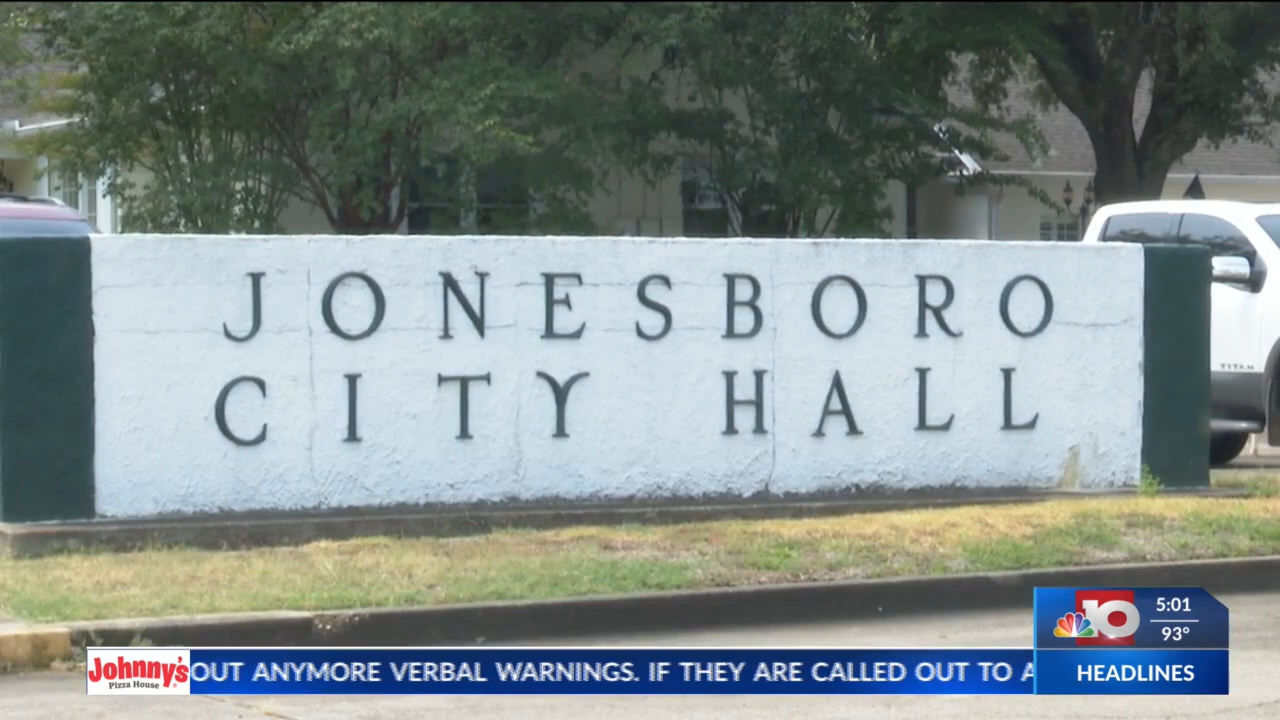 JONESBORO
CITY HALL
TITAN
10
5:01
93°
Johnny's
Pizza House
OUT ANYMORE VERBAL WARNINGS. IF THEY ARE CALLED OUT TO A
HEADLINES